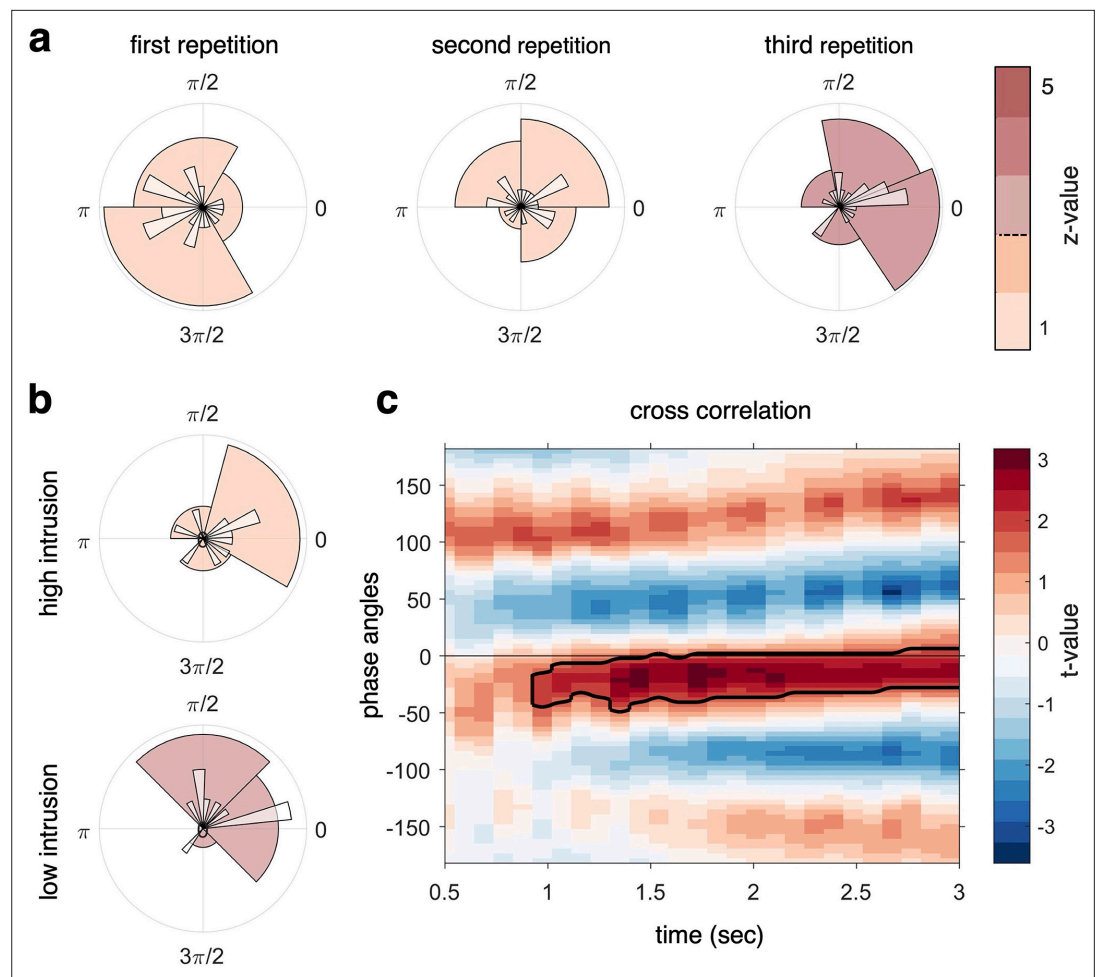 a
first repetition
second repetition
third repetition
π/2
π/2
π/2
π
0
π
0
π
0
3π/2
3π/2
3π/2
5
1
z-value
b
high intrusion
π/2
π
0
3π/2
low intrusion
π/2
π
0
3π/2
c
cross correlation
phase angles
150
100
50
0
-50
-100
-150
0.5
1
1.5
2
2.5
3
time (sec)
3
2
1
0
-1
-2
-3
t-value